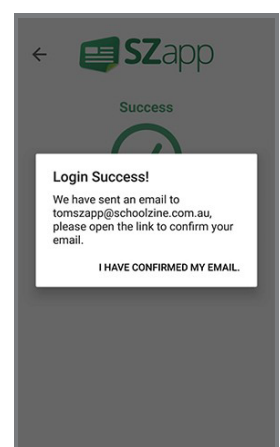 SZapp
Success
Login Success!
We have sent an email to
tomszapp@schoolzine.com.au,
please open the link to confirm your
email.
I HAVE CONFIRMED MY EMAIL.